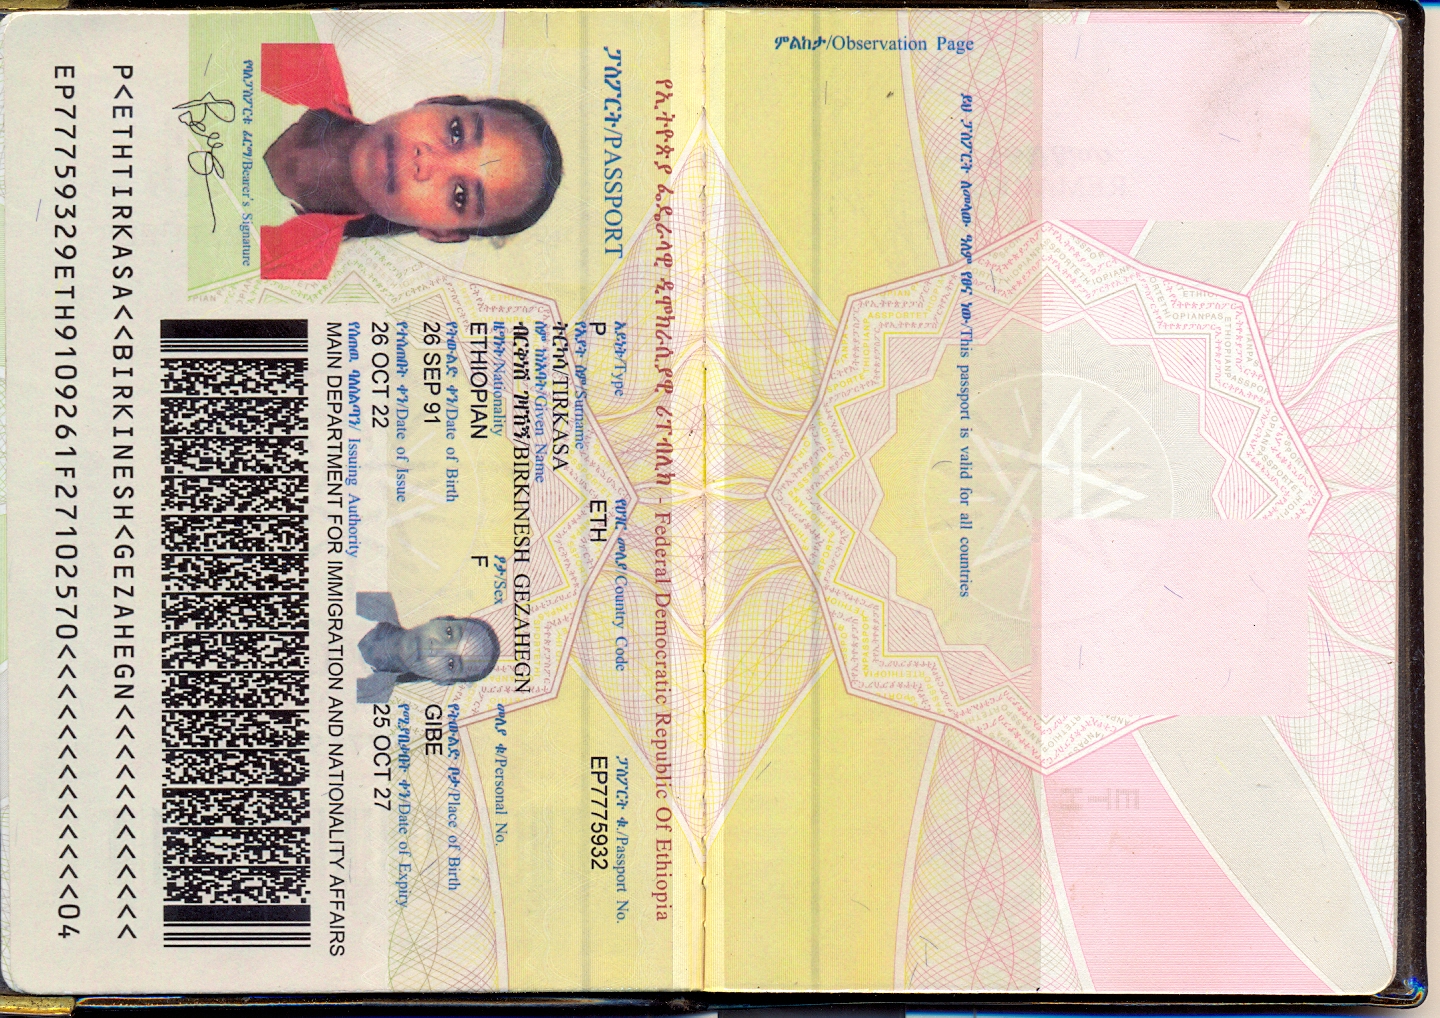 ይህ ፓስፖርት ለመላው ዓለም የፀና ነው/This passport is valid for all countries
ምልከታ/Observation Page
የኢትዮጵያ ፌዴራላዊ ዲሞክራሲያዊ ሪፐብሊክ - Federal Democratic Republic Of Ethiopia
ፓስፖርት/PASSPORT
አይነት/Type
P
የሀገር መለያ/Country Code
ETH
ፓስፖርት ቁ./Passport No.
EP7775932
የአያት ስም/Surname
ትርካሳ/TIRKASA
ስም ከነአባት/Given Name
ብርቅነሽ ገዛኸኝ/BIRKINESH GEZAHEGN
ዜግነት/Nationality
ETHIOPIAN
ፆታ/Sex
F
መለያ ቁ/Personal No.
የትውልድ ቀን/Date of Birth
26 SEP 91
የትውልድ ቦታ/Place of Birth
GIBE
የተሰጠበት ቀን/Date of Issue
26 OCT 22
የሚያበቃበት ቀን/Date of Expiry
25 OCT 27
የሰጠዉ ባለስልጣን/ Issuing Authority
MAIN DEPARTMENT FOR IMMIGRATION AND NATIONALITY AFFAIRS
የባለፓስፖርቱ ፊርማ/Bearer's Signature
P<ETHTIRKASA<<BIRKINESH<GEZAHEGN<<<<<<<<<<<<
EP77759329ETH9109261F27102570<<<<<<<<<<<<<04